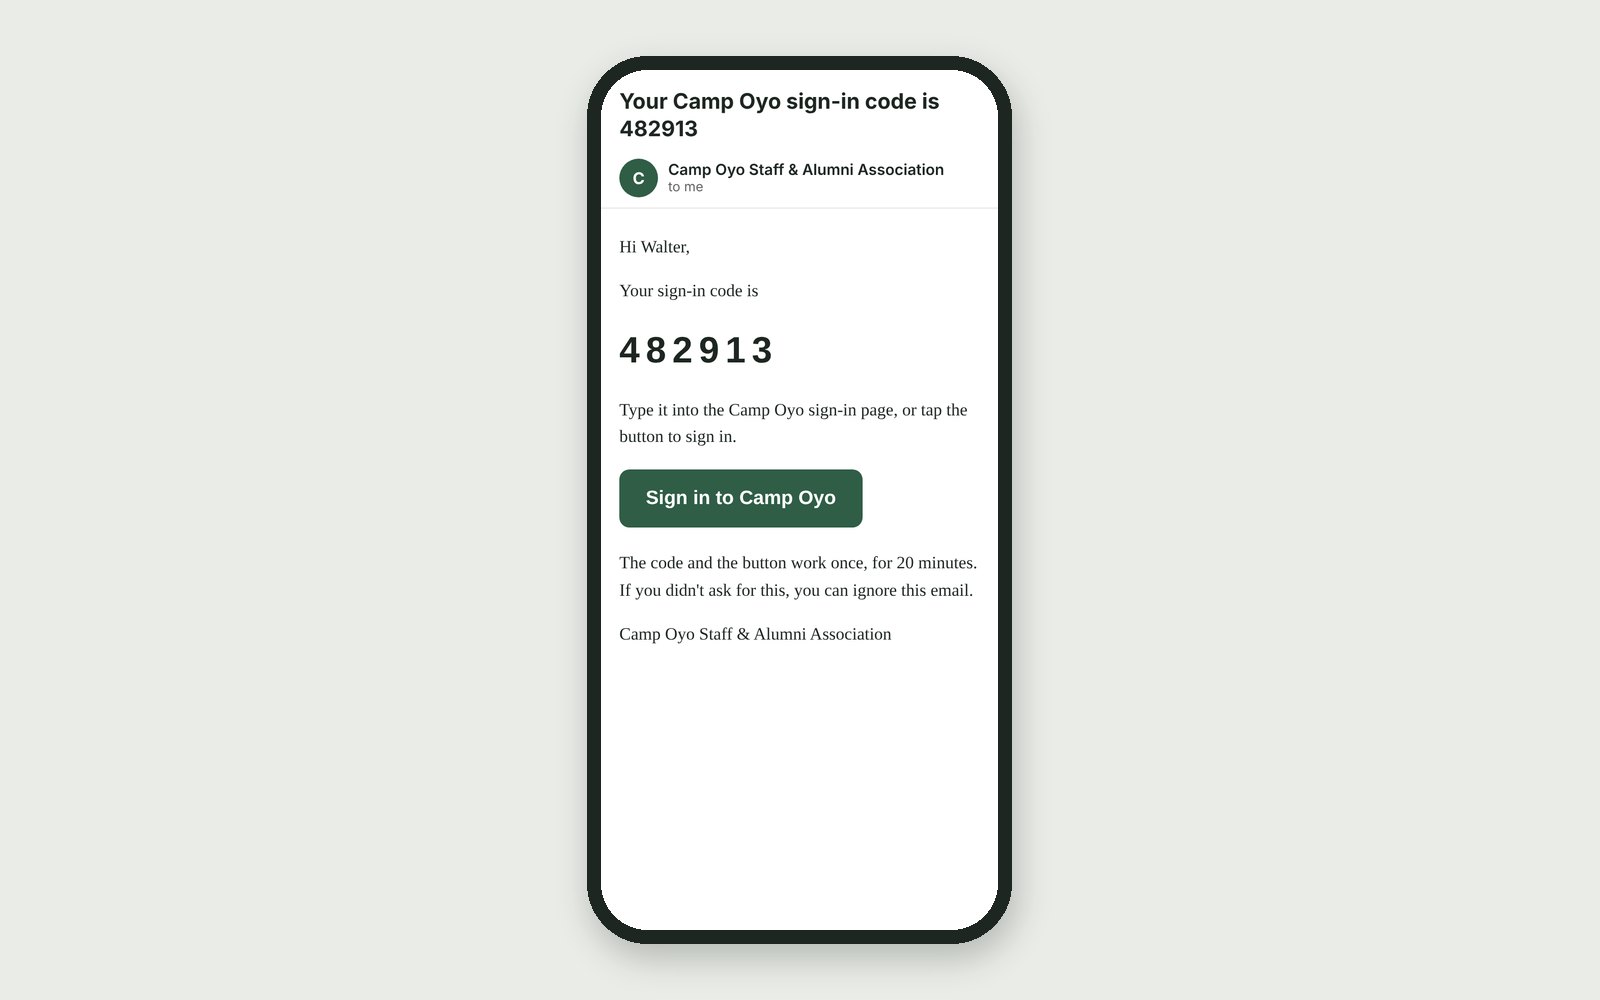 Your Camp Oyo sign-in code is
482913
C
Camp Oyo Staff & Alumni Association
to me
Hi Walter,
Your sign-in code is
482913
Type it into the Camp Oyo sign-in page, or tap the
button to sign in.
Sign in to Camp Oyo
The code and the button work once, for 20 minutes.
If you didn't ask for this, you can ignore this email.
Camp Oyo Staff & Alumni Association